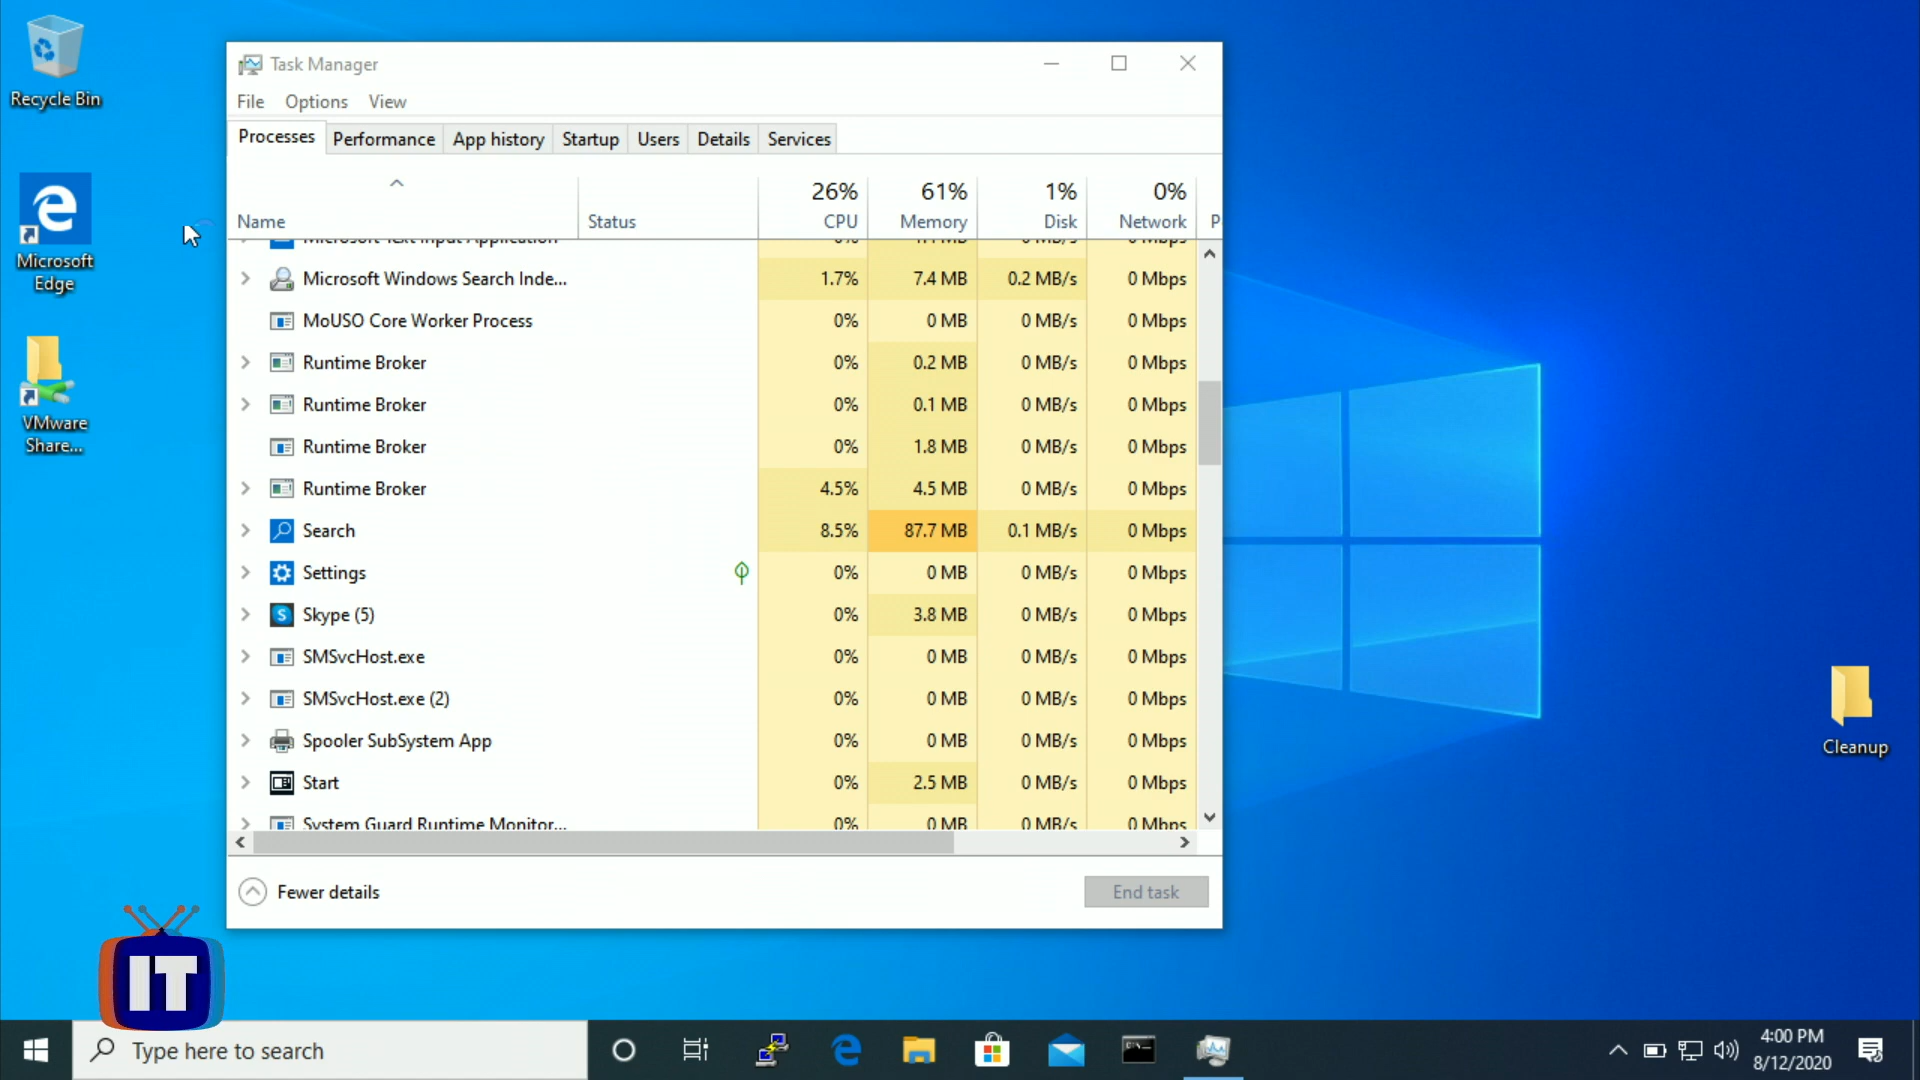 Recycle Bin
Microsoft
Edge
VMware
Share...
Task Manager
File Options View
Processes Performance App history Startup Users Details Services
26% 61% 1% 0%
Name Status CPU Memory Disk Network P
Microsoft Text Input Application 0% 0 MB/s 0 Mbps
Microsoft Windows Search Inde... 1.7% 7.4 MB 0.2 MB/s 0 Mbps
MoUSO Core Worker Process 0% 0 MB 0 MB/s 0 Mbps
Runtime Broker 0% 0.2 MB 0 MB/s 0 Mbps
Runtime Broker 0% 0.1 MB 0 MB/s 0 Mbps
Runtime Broker 0% 1.8 MB 0 MB/s 0 Mbps
Runtime Broker 4.5% 4.5 MB 0 MB/s 0 Mbps
Search 8.5% 87.7 MB 0.1 MB/s 0 Mbps
Settings 0% 0 MB 0 MB/s 0 Mbps
Skype (5) 0% 3.8 MB 0 MB/s 0 Mbps
SMSvcHost.exe 0% 0 MB 0 MB/s 0 Mbps
SMSvcHost.exe (2) 0% 0 MB 0 MB/s 0 Mbps
Spooler SubSystem App 0% 0 MB 0 MB/s 0 Mbps
Start 0% 2.5 MB 0 MB/s 0 Mbps
System Guard Runtime Monitor... 0% 0 MB 0 MB/s 0 Mbps
Fewer details End task
Cleanup
IT
Type here to search
4:00 PM
8/12/2020